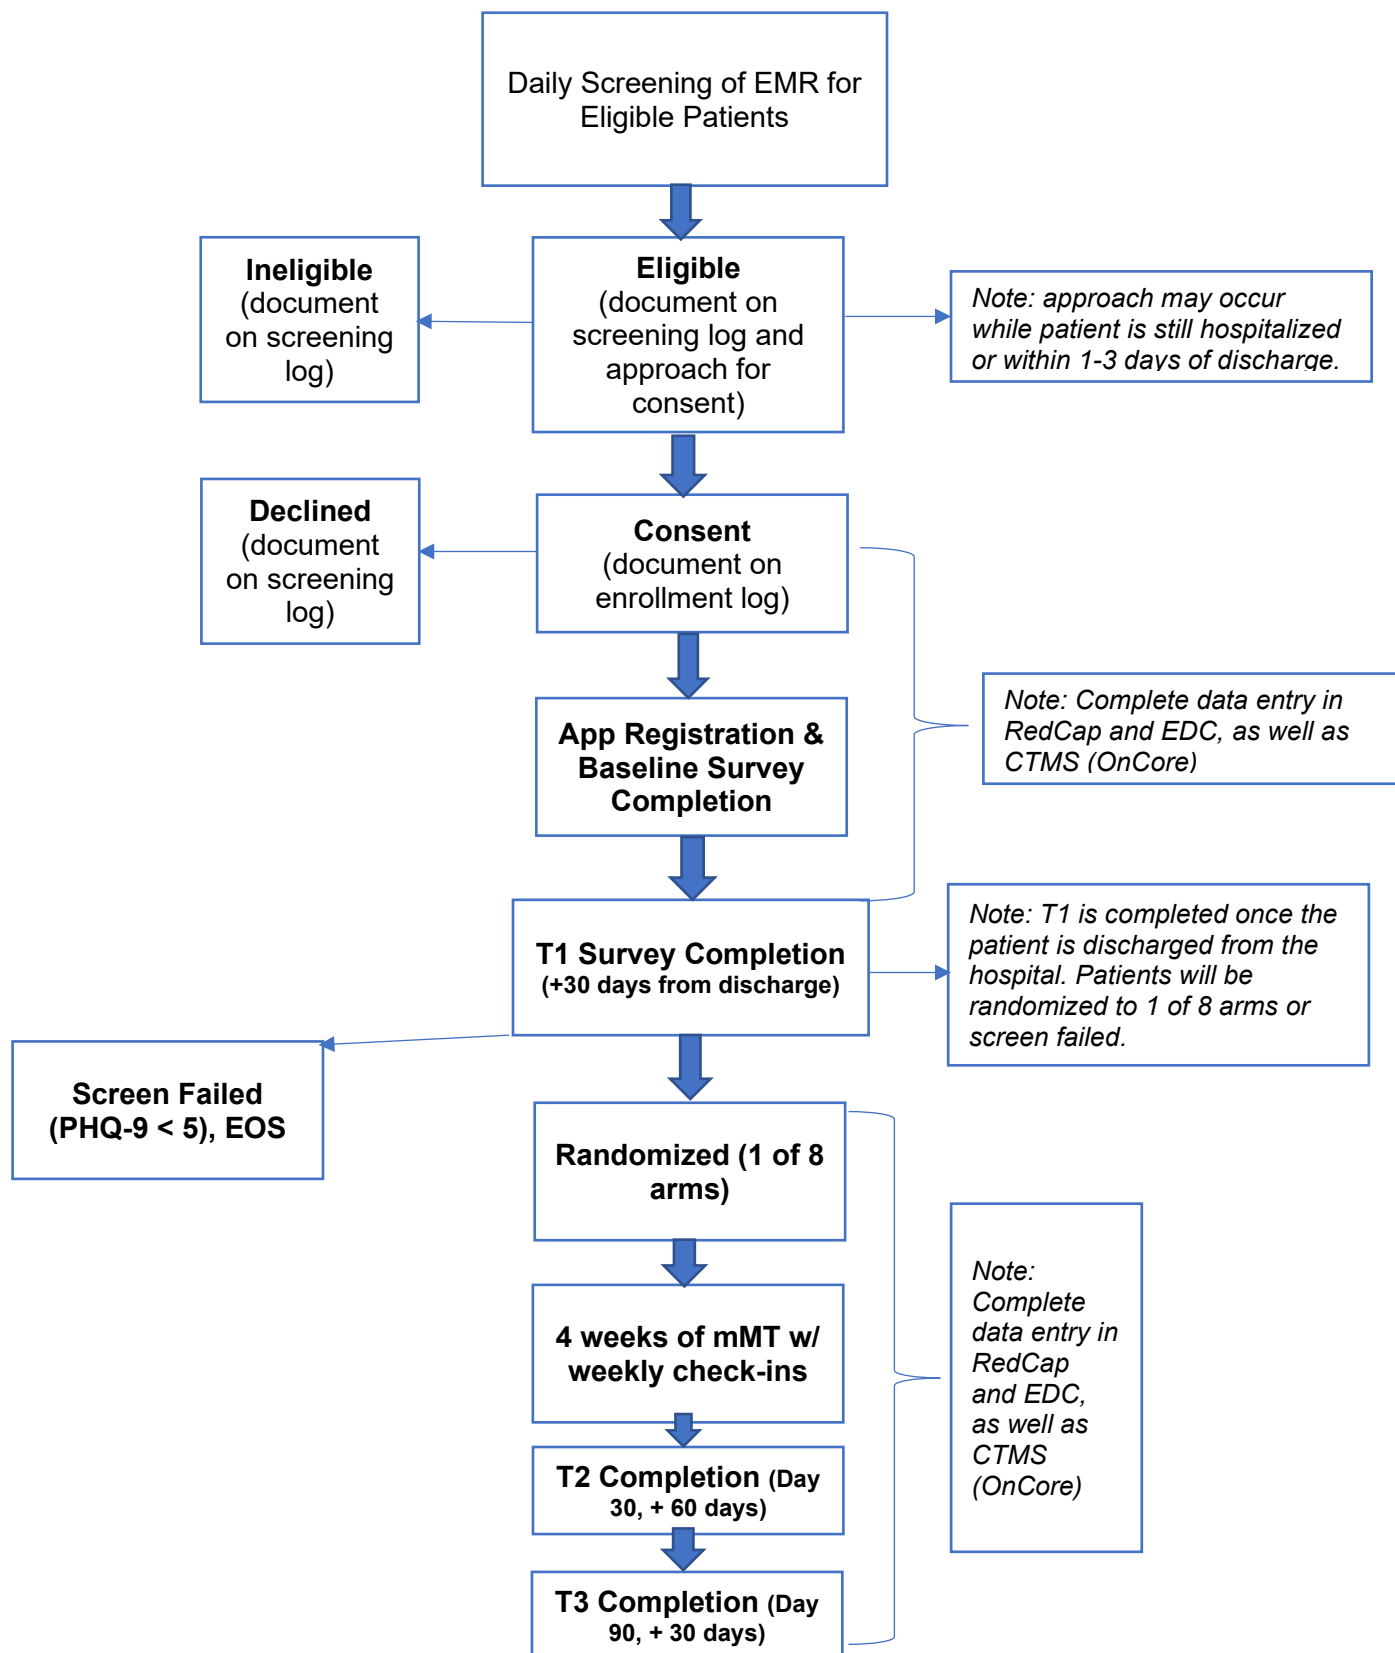 Daily Screening of EMR for
Eligible Patients
Ineligible
(document
on screening
log)
Eligible
(document on
screening log and
approach for
consent)
Note: approach may occur
while patient is still hospitalized
or within 1-3 days of discharge.
Declined
(document
on screening
log)
Consent
(document on
enrollment log)
Note: Complete data entry in
RedCap and EDC, as well as
CTMS (OnCore)
App Registration &
Baseline Survey
Completion
T1 Survey Completion
(+30 days from discharge)
Note: T1 is completed once the
patient is discharged from the
hospital. Patients will be
randomized to 1 of 8 arms or
screen failed.
Screen Failed
(PHQ-9 < 5), EOS
Randomized (1 of 8
arms)
4 weeks of mMT w/
weekly check-ins
Note:
Complete
data entry in
RedCap
and EDC,
as well as
CTMS
(OnCore)
T2 Completion (Day
30, + 60 days)
T3 Completion (Day
90, + 30 days)